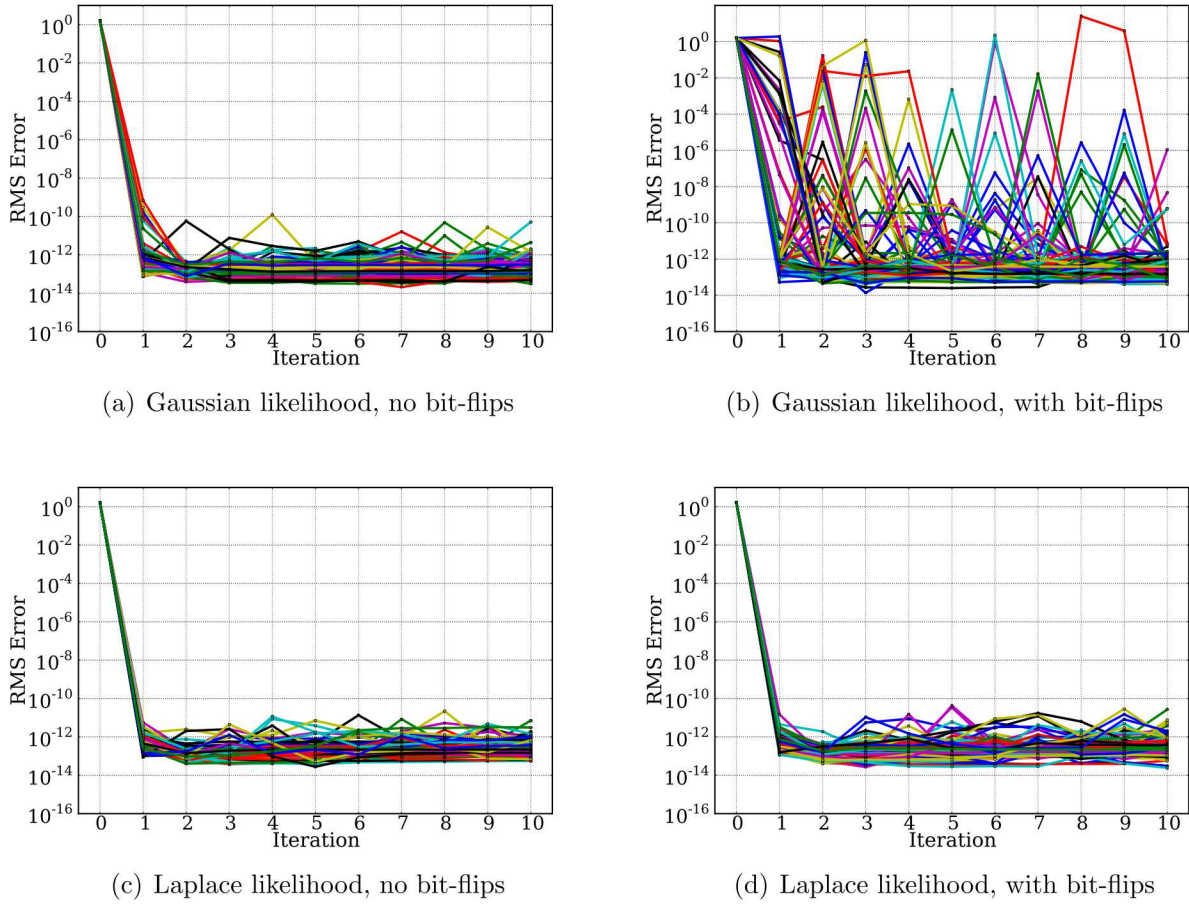 10^0
10^-2
10^-4
10^-6
10^-8
10^-10
10^-12
10^-14
10^-16
RMS Error
0 1 2 3 4 5 6 7 8 9 10
Iteration
(a) Gaussian likelihood, no bit-flips
10^0
10^-2
10^-4
10^-6
10^-8
10^-10
10^-12
10^-14
10^-16
RMS Error
0 1 2 3 4 5 6 7 8 9 10
Iteration
(b) Gaussian likelihood, with bit-flips
10^0
10^-2
10^-4
10^-6
10^-8
10^-10
10^-12
10^-14
10^-16
RMS Error
0 1 2 3 4 5 6 7 8 9 10
Iteration
(c) Laplace likelihood, no bit-flips
10^0
10^-2
10^-4
10^-6
10^-8
10^-10
10^-12
10^-14
10^-16
RMS Error
0 1 2 3 4 5 6 7 8 9 10
Iteration
(d) Laplace likelihood, with bit-flips